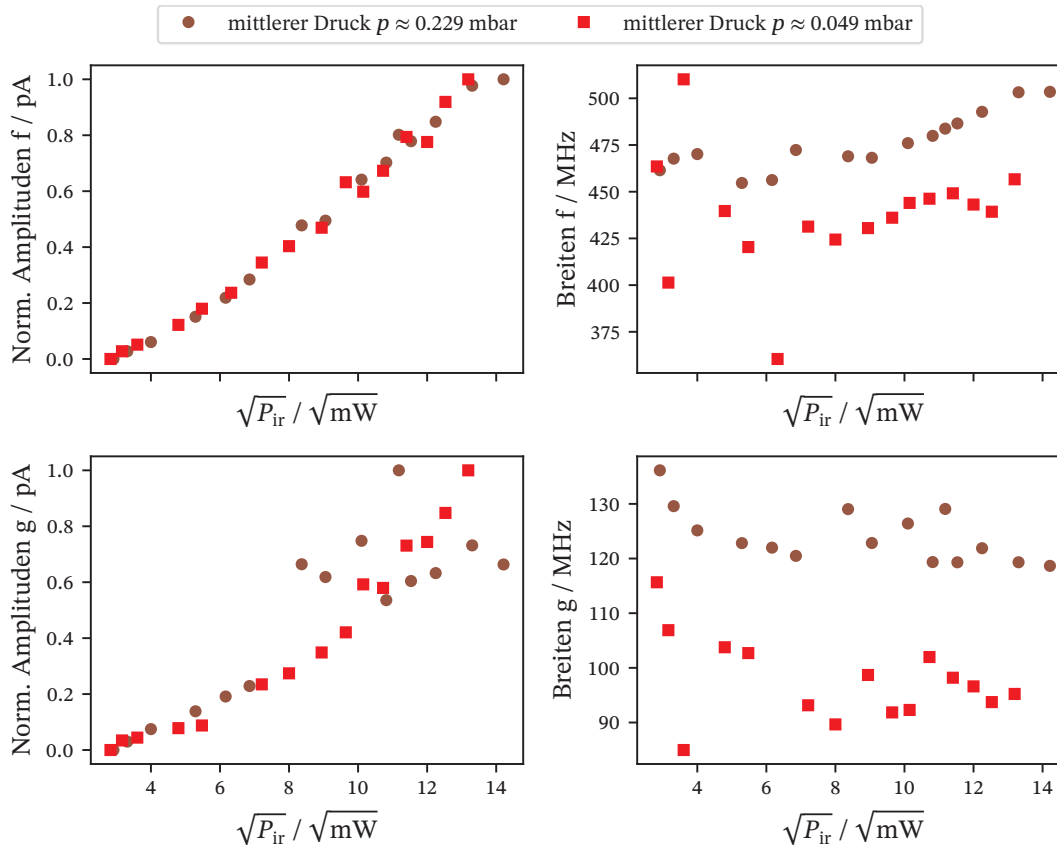 mittlerer Druck p ≈ 0.229 mbar
mittlerer Druck p ≈ 0.049 mbar
Norm. Amplituden f / pA
1.0
0.8
0.6
0.4
0.2
0.0
√P_ir / √mW
Breiten f / MHz
500
475
450
425
400
375
√P_ir / √mW
Norm. Amplituden g / pA
1.0
0.8
0.6
0.4
0.2
0.0
4 6 8 10 12 14
√P_ir / √mW
Breiten g / MHz
130
120
110
100
90
4 6 8 10 12 14
√P_ir / √mW